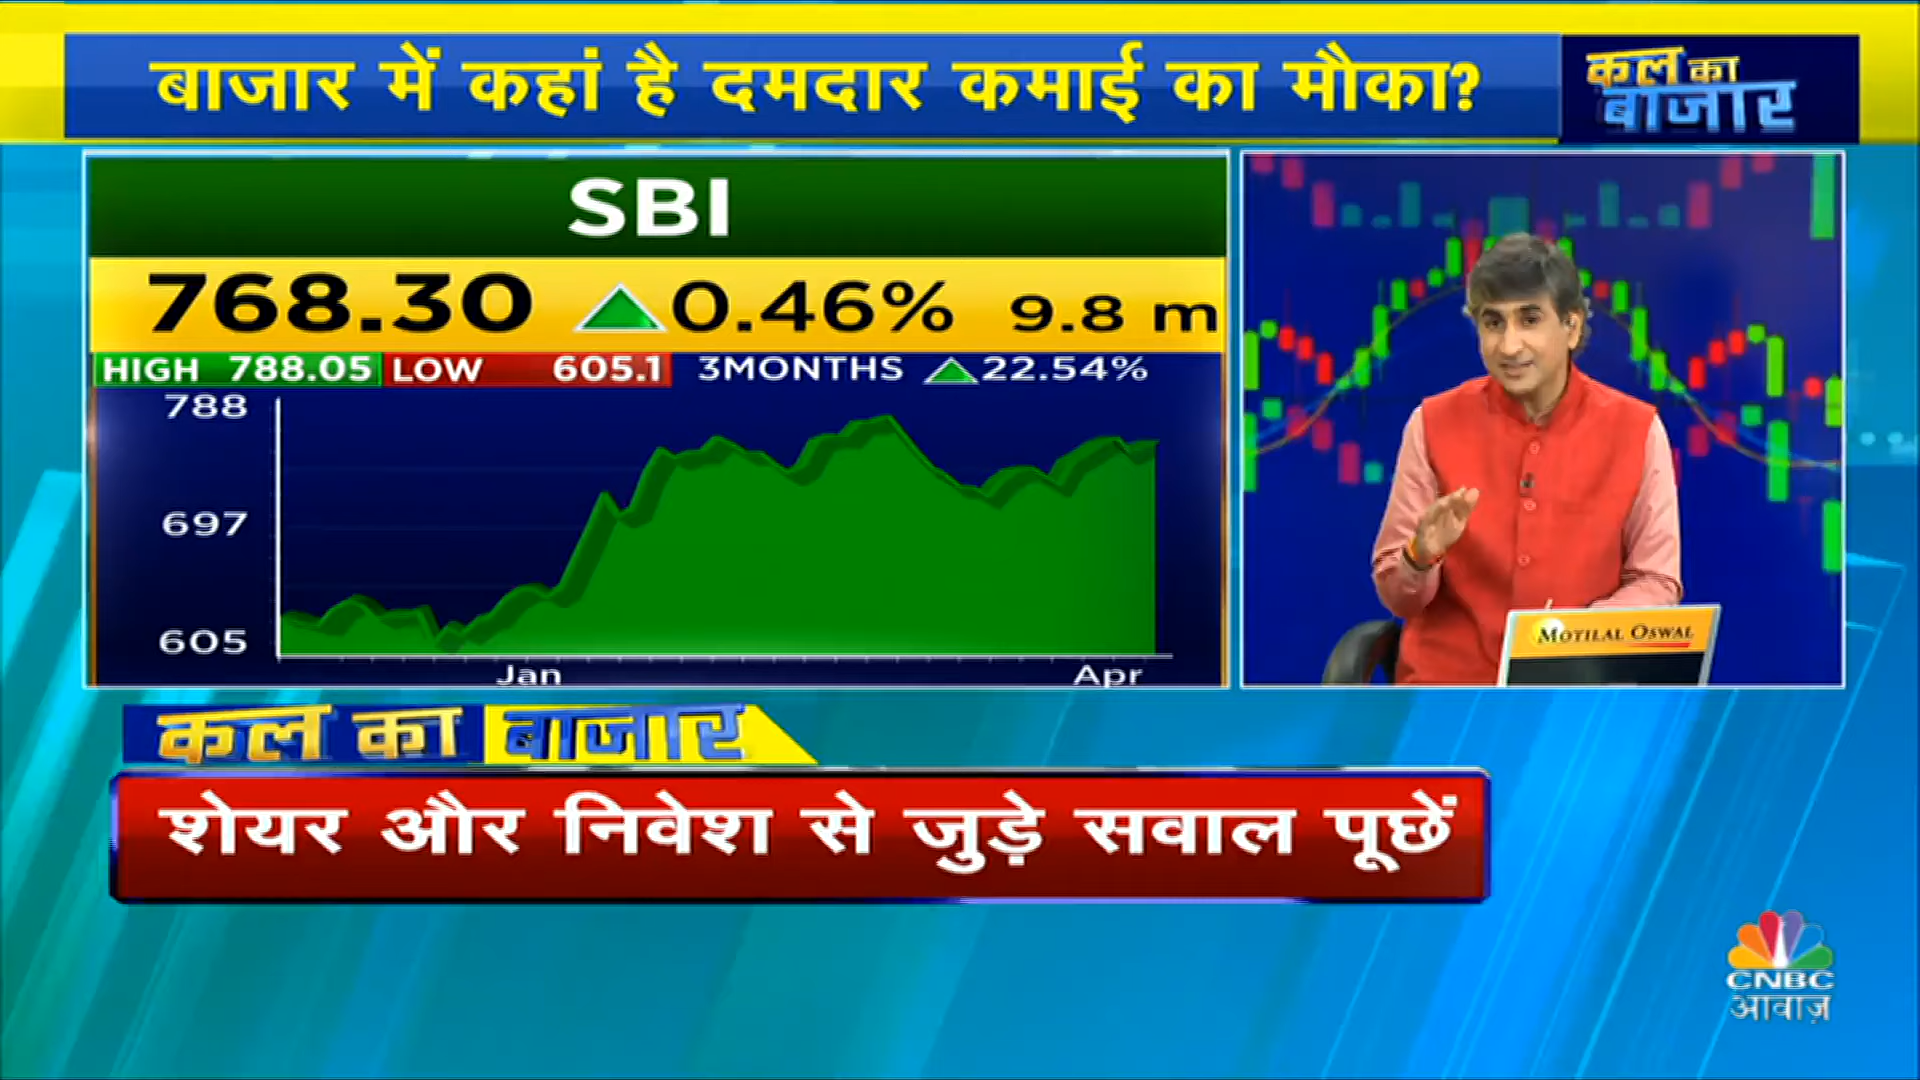 बाजार में कहां है दमदार कमाई का मौका?
कल का
बाजार
SBI
768.30 0.46% 9.8 m
HIGH 788.05 LOW 605.1 3MONTHS 22.54%
788
697
605
Jan Apr
MOTILAL OSWAL
कल का बाजार
शेयर और निवेश से जुड़े सवाल पूछें
CNBC
आवाज़